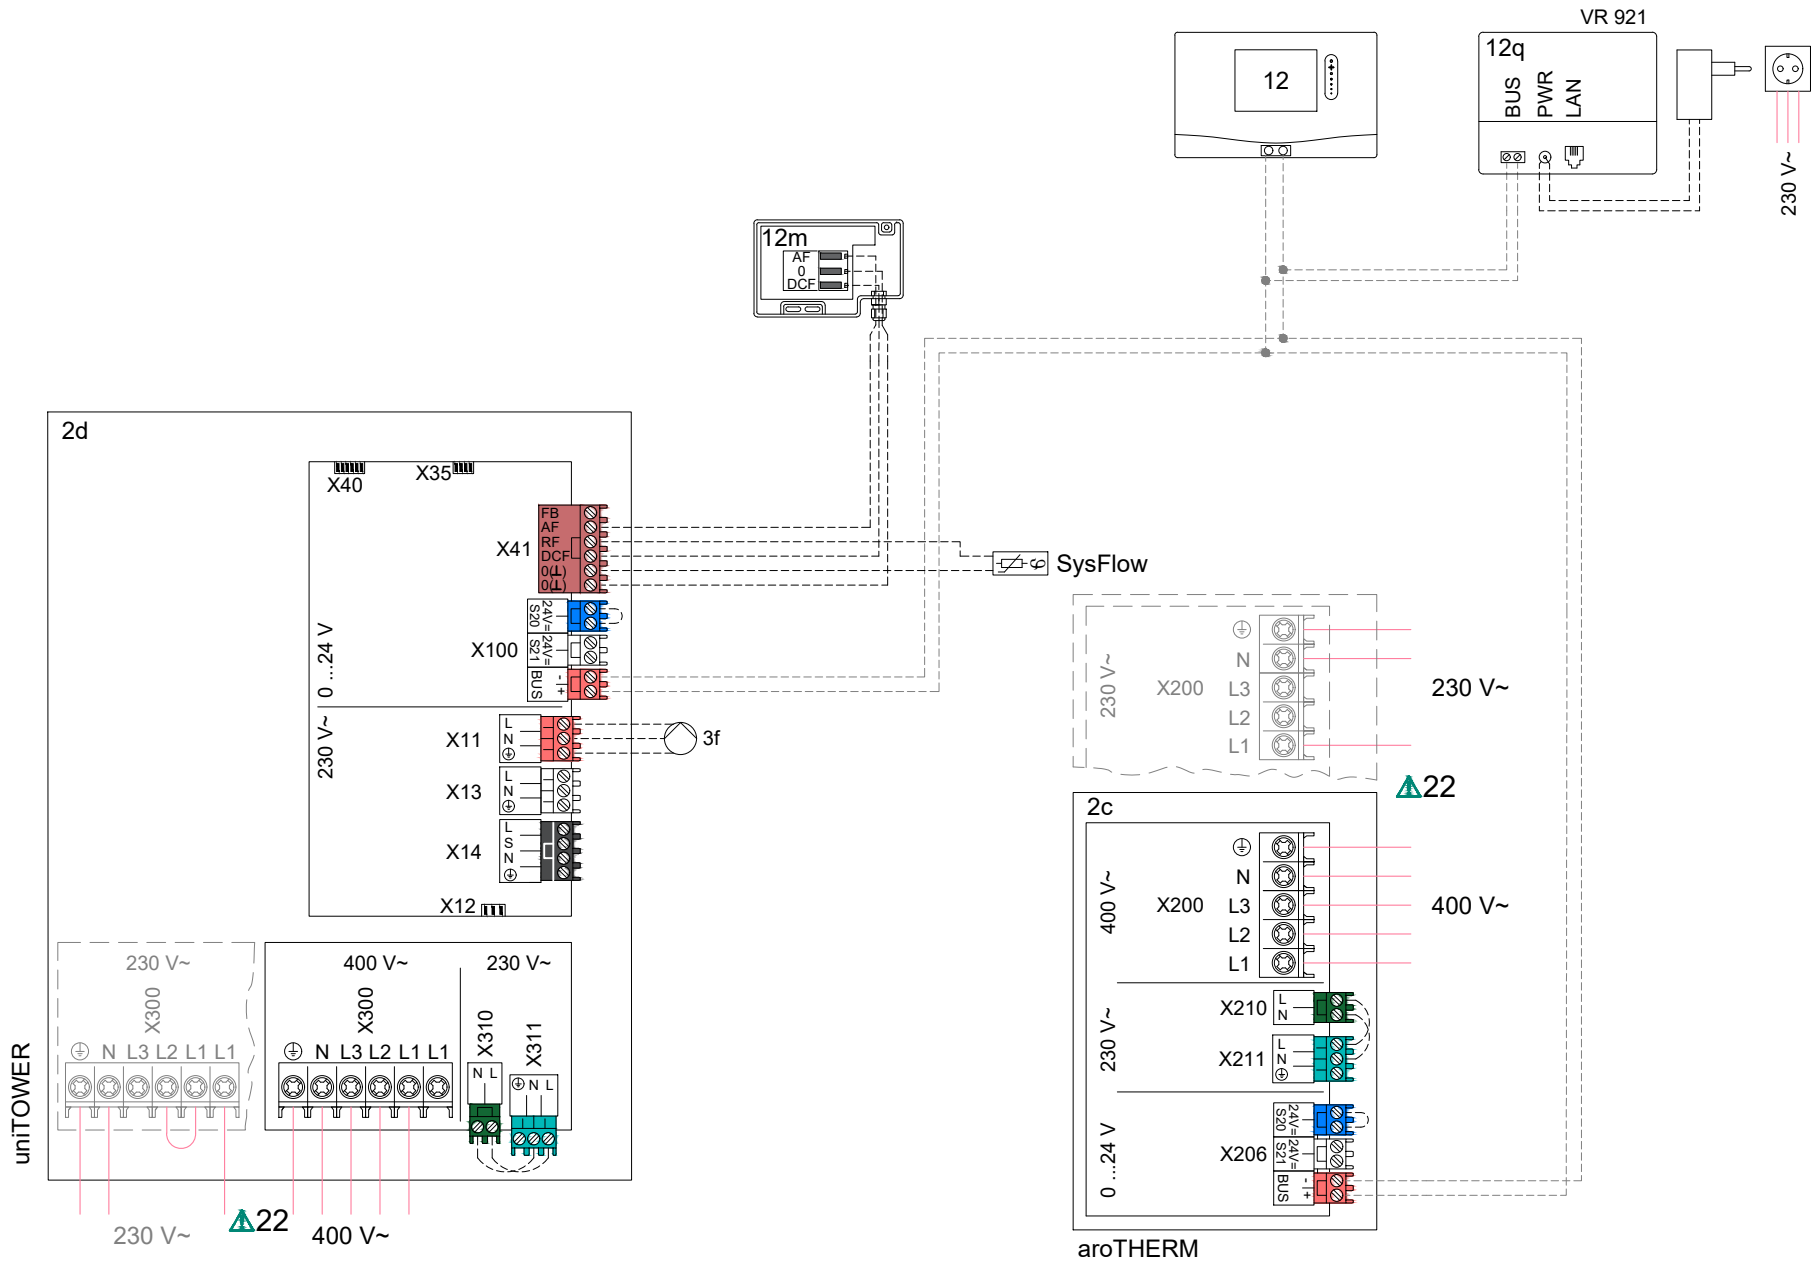 VR 921
12
12q
BUS
PWR
LAN
230 V~
12m
AF
0
DCF
2d
X40
X35
X41
FB
AF
RF
DCF
0(⊥)
0(⊥)
SysFlow
0 ...24 V
X100
24V=
S20
24V=
S21
BUS
-
+
230 V~
X11
L
N
3f
X13
L
N
X14
L
S
N
X12
230 V~
X300
N L3 L2 L1 L1
400 V~
X300
N L3 L2 L1 L1
230 V~
X310
N L
X311
N L
uniTOWER
230 V~
22
400 V~
230 V~
X200
N
L3
L2
L1
230 V~
22
2c
400 V~
X200
N
L3
L2
L1
400 V~
230 V~
X210
L
N
X211
L
N
0 ...24 V
X206
24V=
S20
24V=
S21
BUS
-
+
aroTHERM